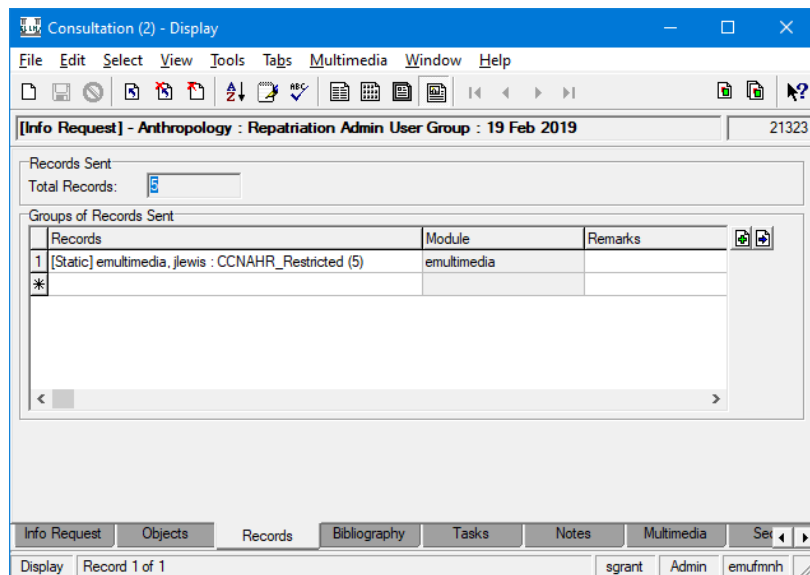 Consultation (2) - Display
File Edit Select View Tools Tabs Multimedia Window Help
[Info Request] - Anthropology : Repatriation Admin User Group : 19 Feb 2019 21323
Records Sent
Total Records: 5
Groups of Records Sent
Records Module Remarks
1 [Static] emultimedia, jlewis : CCNAHR_Restricted (5) emultimedia
Info Request Objects Records Bibliography Tasks Notes Multimedia Sec
Display Record 1 of 1 sgrant Admin emufmnh